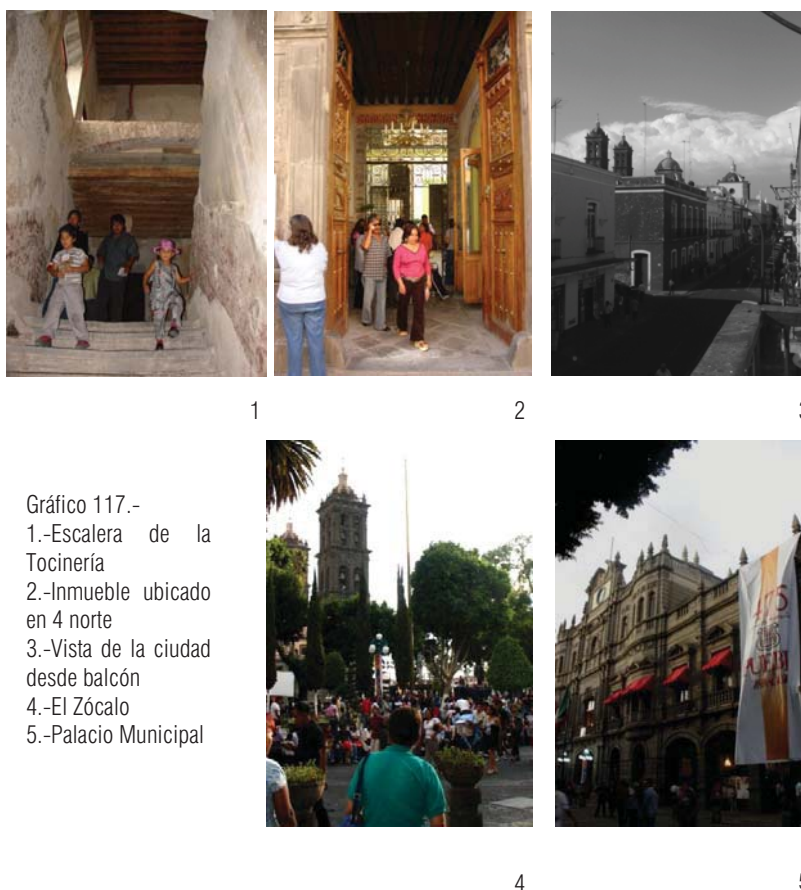 1
2
3
Gráfico 117.-
1.-Escalera de la
Tocinería
2.-Inmueble ubicado
en 4 norte
3.-Vista de la ciudad
desde balcón
4.-El Zócalo
5.-Palacio Municipal
475
4
5